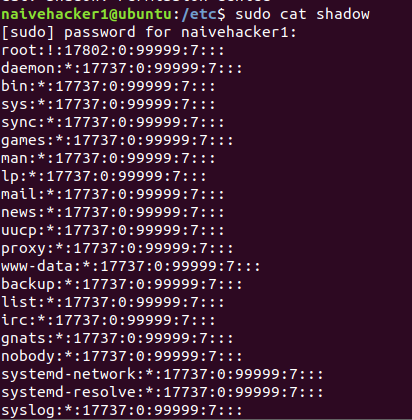 naivehacker1@ubuntu:/etc$ sudo cat shadow
[sudo] password for naivehacker1:
root:!:17802:0:99999:7:::
daemon:*:17737:0:99999:7:::
bin:*:17737:0:99999:7:::
sys:*:17737:0:99999:7:::
sync:*:17737:0:99999:7:::
games:*:17737:0:99999:7:::
man:*:17737:0:99999:7:::
lp:*:17737:0:99999:7:::
mail:*:17737:0:99999:7:::
news:*:17737:0:99999:7:::
uucp:*:17737:0:99999:7:::
proxy:*:17737:0:99999:7:::
www-data:*:17737:0:99999:7:::
backup:*:17737:0:99999:7:::
list:*:17737:0:99999:7:::
irc:*:17737:0:99999:7:::
gnats:*:17737:0:99999:7:::
nobody:*:17737:0:99999:7:::
systemd-network:*:17737:0:99999:7:::
systemd-resolve:*:17737:0:99999:7:::
syslog:*:17737:0:99999:7:::